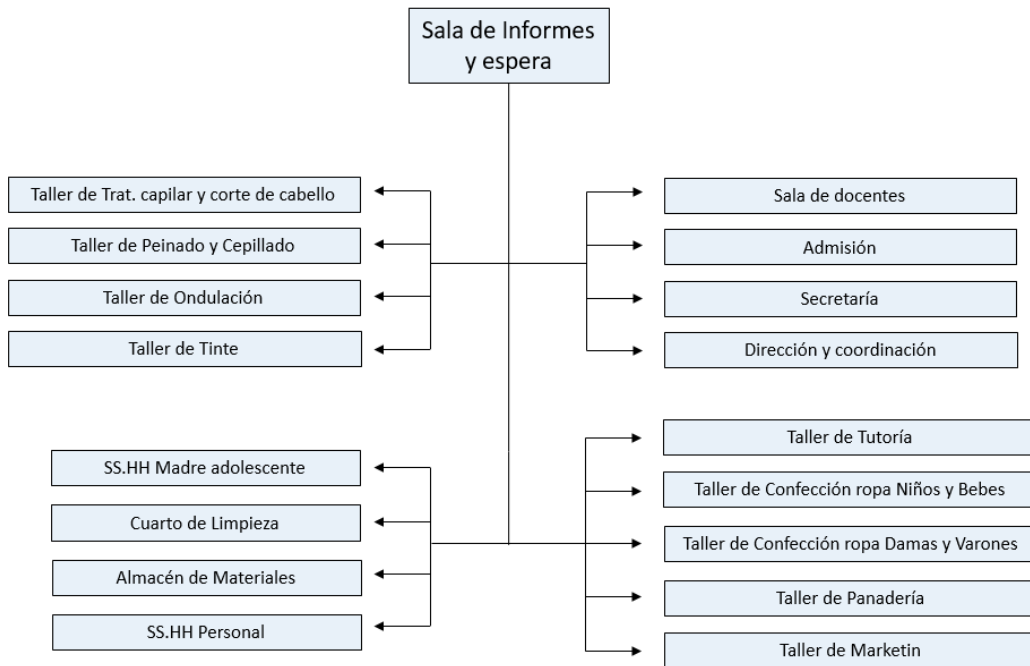 Sala de Informes
y espera
Taller de Trat. capilar y corte de cabello
Taller de Peinado y Cepillado
Taller de Ondulación
Taller de Tinte
Sala de docentes
Admisión
Secretaría
Dirección y coordinación
SS.HH Madre adolescente
Cuarto de Limpieza
Almacén de Materiales
SS.HH Personal
Taller de Tutoría
Taller de Confección ropa Niños y Bebes
Taller de Confección ropa Damas y Varones
Taller de Panadería
Taller de Marketin